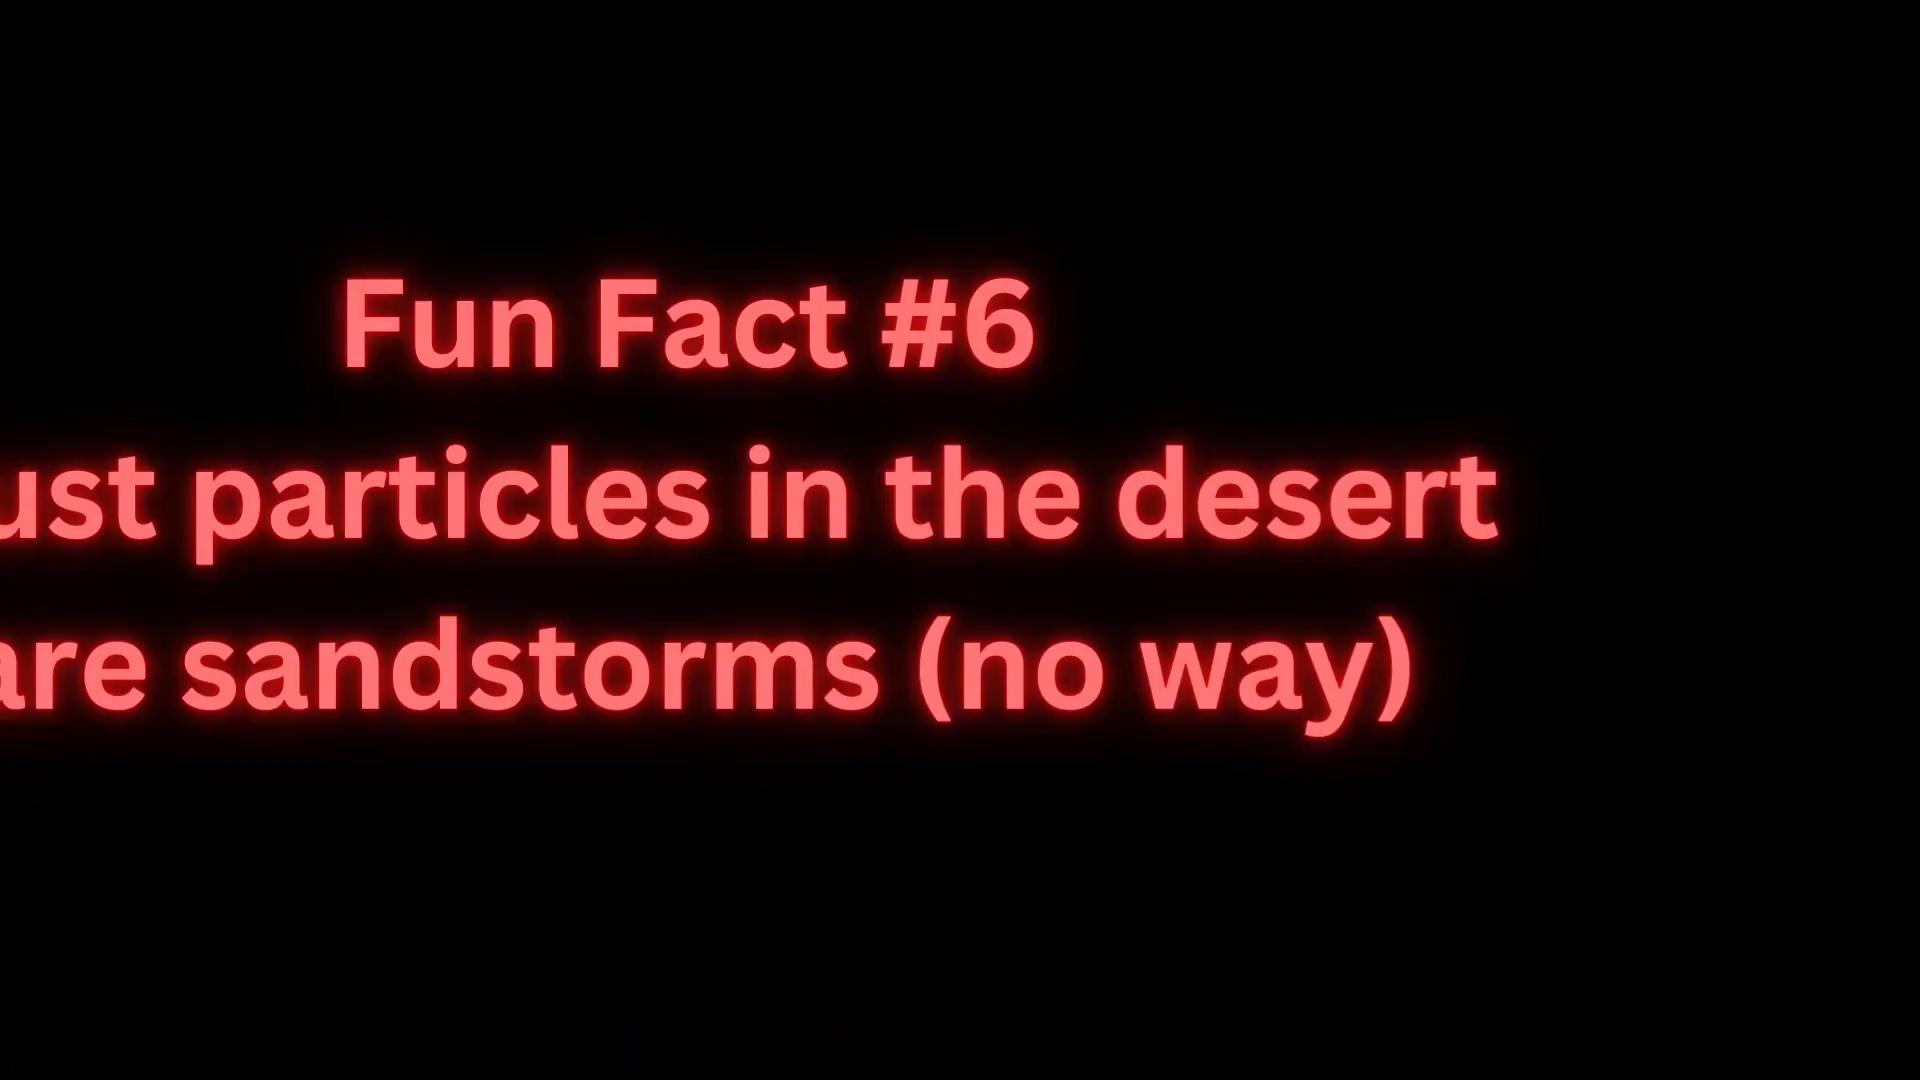 Fun Fact #6
ust particles in the desert
are sandstorms (no way)